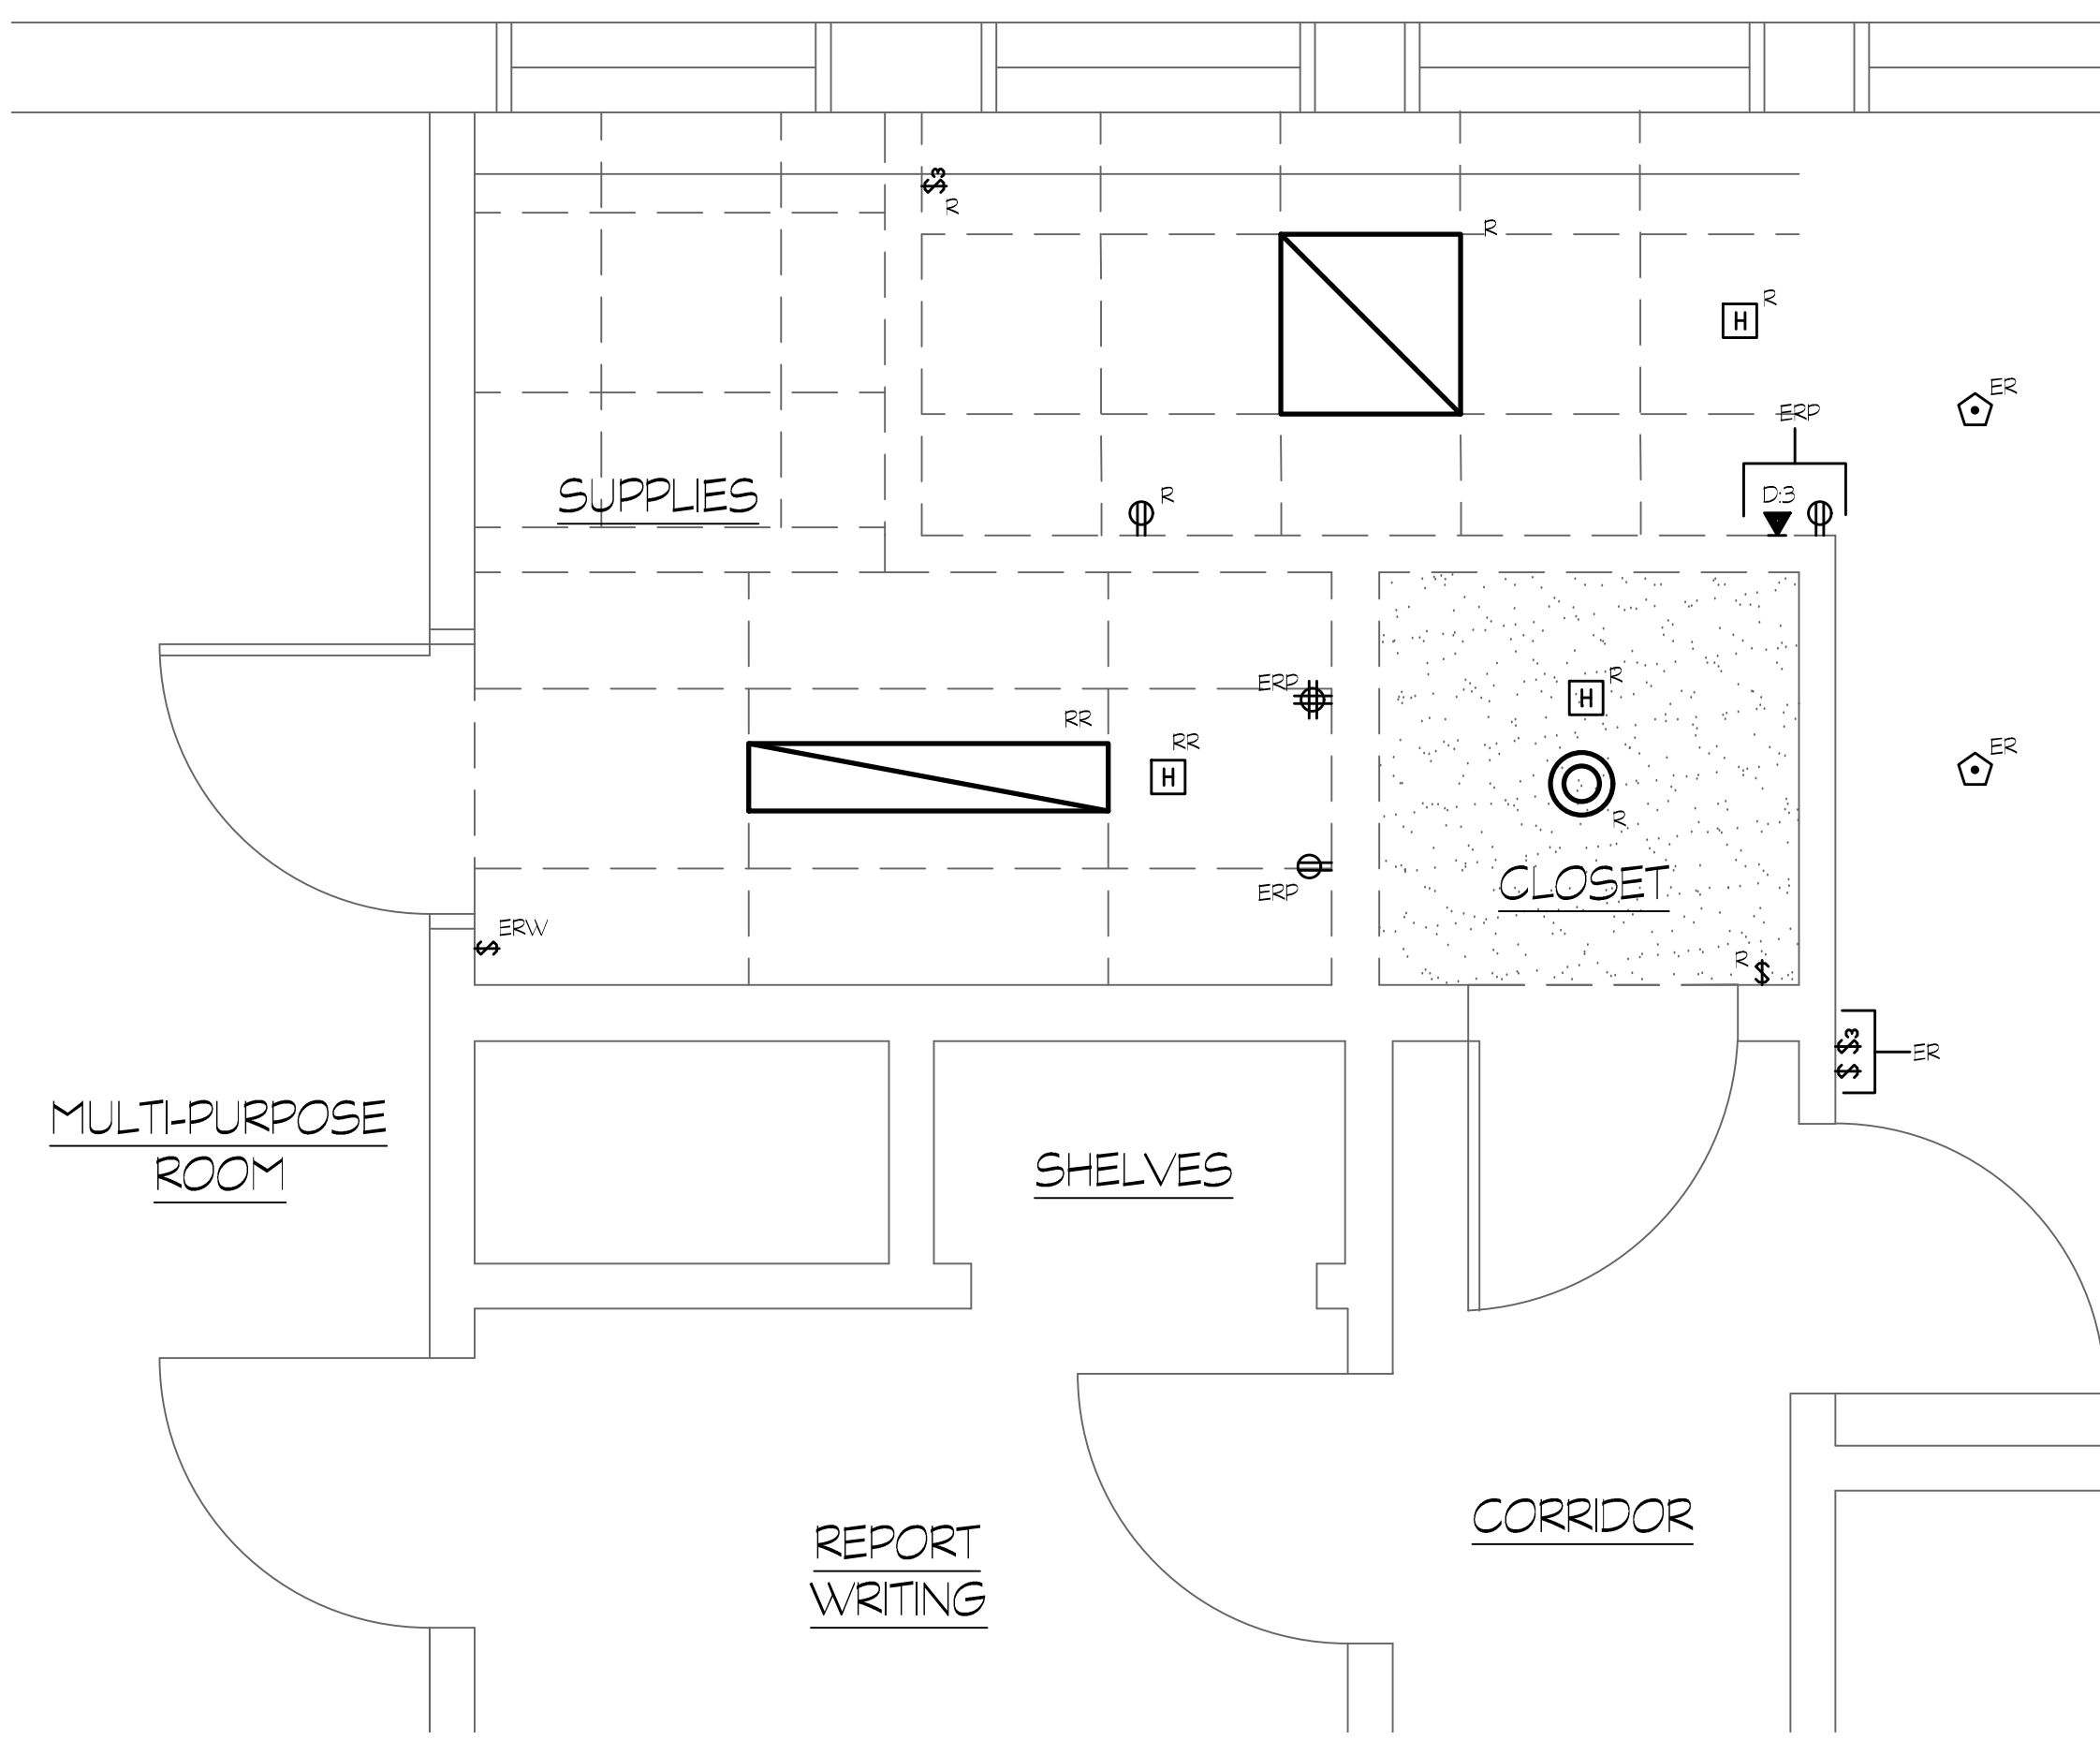 $3
R
R
R
H
ER
ERP
SUPPLIES
R
D:3
ERP
R
H
RR
RR
H
ER
R
ERP
CLOSET
ERW
$
R
$
$3
$
ER
MULTI-PURPOSE
ROOM
SHELVES
REPORT
WRITING
CORRIDOR